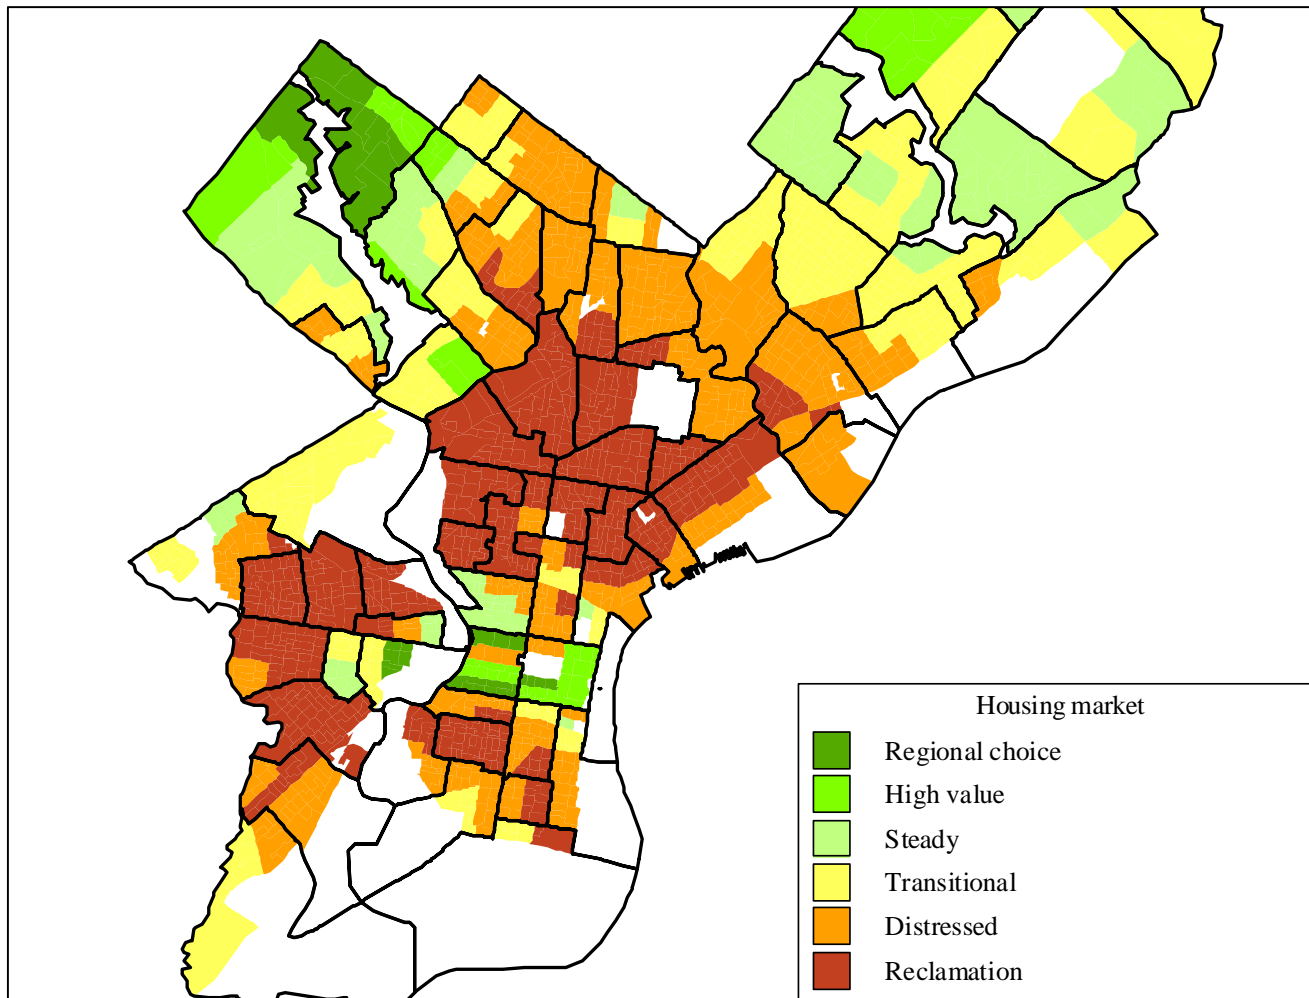 Housing market
Regional choice
High value
Steady
Transitional
Distressed
Reclamation